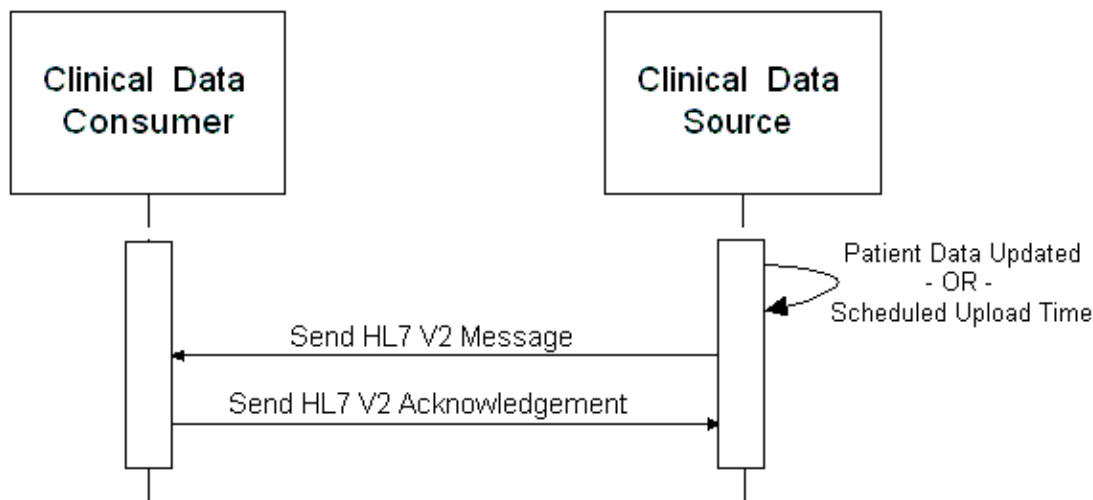 Clinical Data
Consumer
Clinical Data
Source
Patient Data Updated
- OR -
Scheduled Upload Time
Send HL7 V2 Message
Send HL7 V2 Acknowledgement